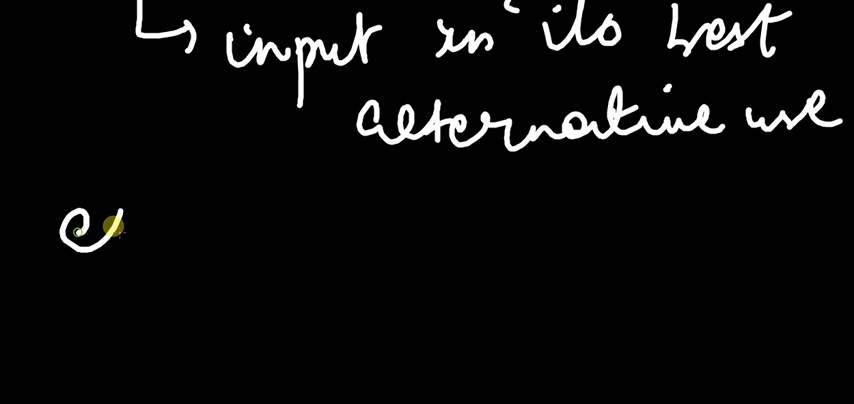 ↳ input in its best
alternative use
e